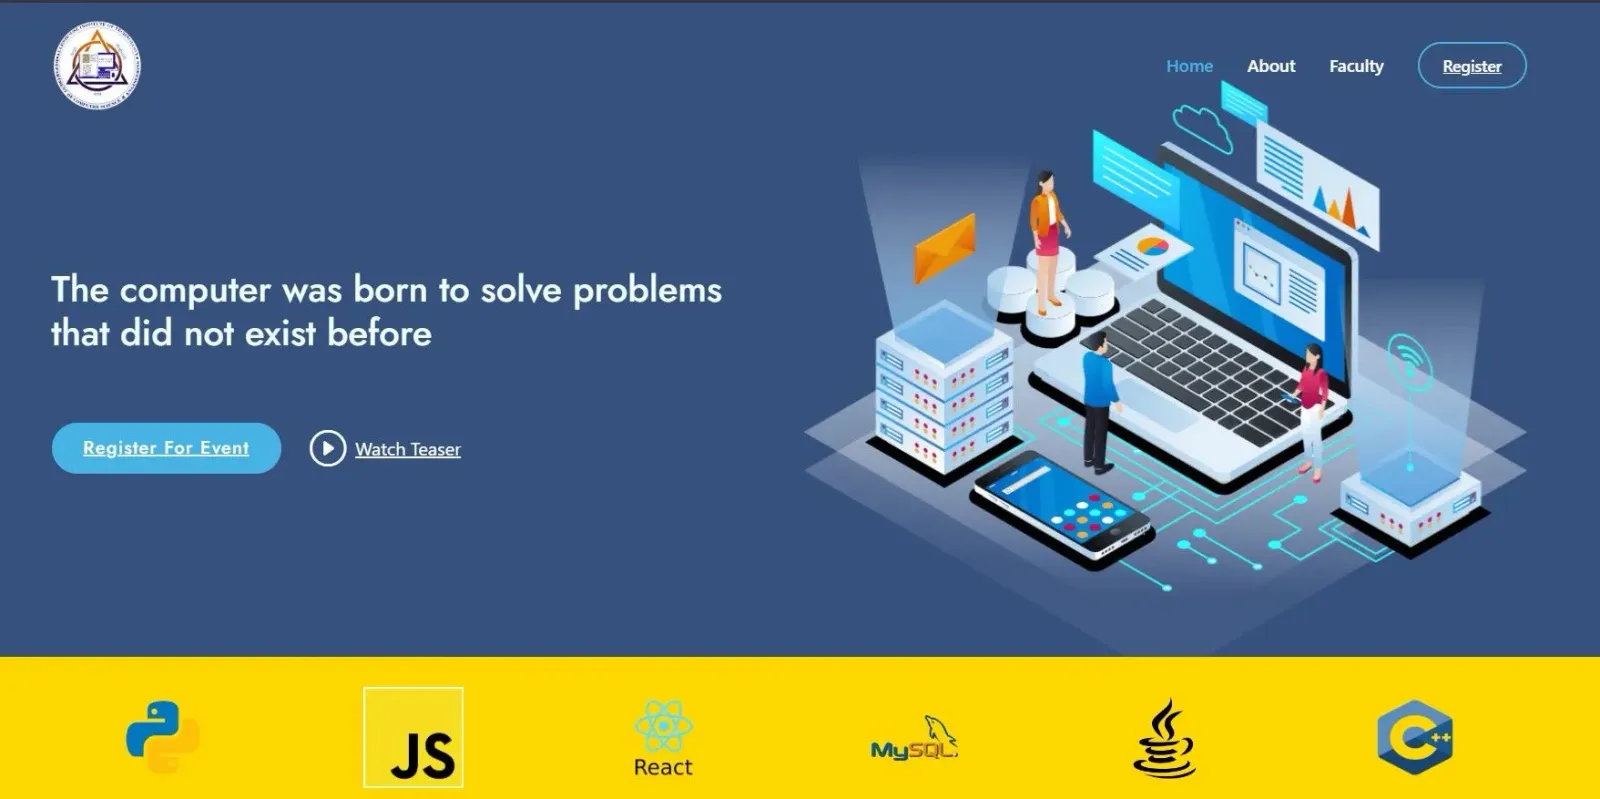 Home
About
Faculty
Register
The computer was born to solve problems
that did not exist before
Register For Event
Watch Teaser
JS
React
MySQL
C++